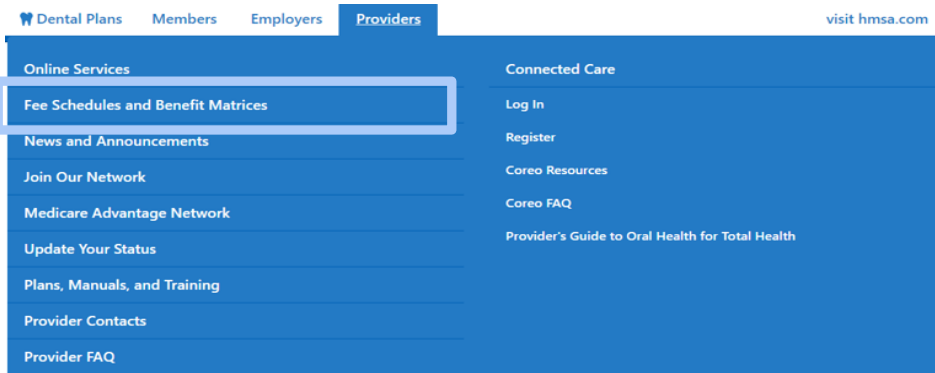 Dental Plans Members Employers Providers visit hmsa.com
Online Services
Fee Schedules and Benefit Matrices
News and Announcements
Join Our Network
Medicare Advantage Network
Update Your Status
Plans, Manuals, and Training
Provider Contacts
Provider FAQ
Connected Care
Log In
Register
Coreo Resources
Coreo FAQ
Provider's Guide to Oral Health for Total Health